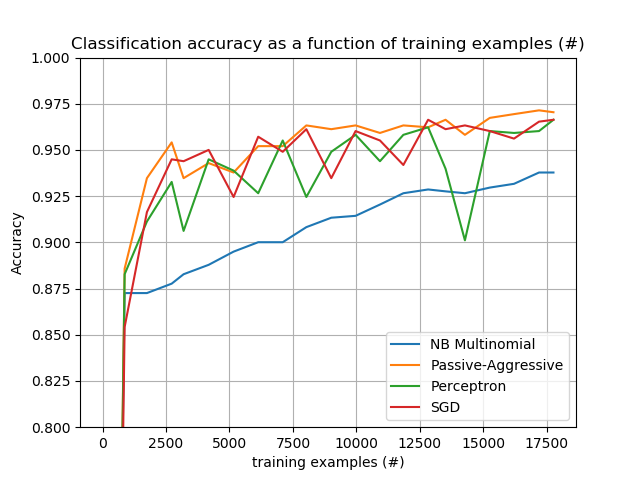 Classification accuracy as a function of training examples (#)
1.000
0.975
0.950
0.925
0.900
0.875
0.850
0.825
0.800
Accuracy
NB Multinomial
Passive-Aggressive
Perceptron
SGD
0 2500 5000 7500 10000 12500 15000 17500
training examples (#)